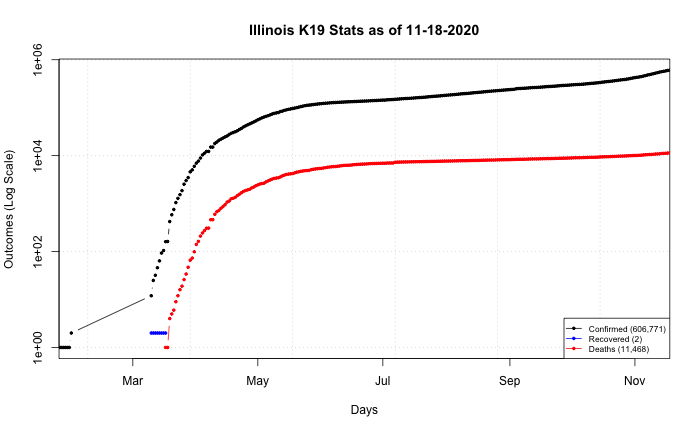 Illinois K19 Stats as of 11-18-2020
Outcomes (Log Scale)
1e+06
1e+04
1e+02
1e+00
Confirmed (606,771)
Recovered (2)
Deaths (11,468)
Mar May Jul Sep Nov
Days